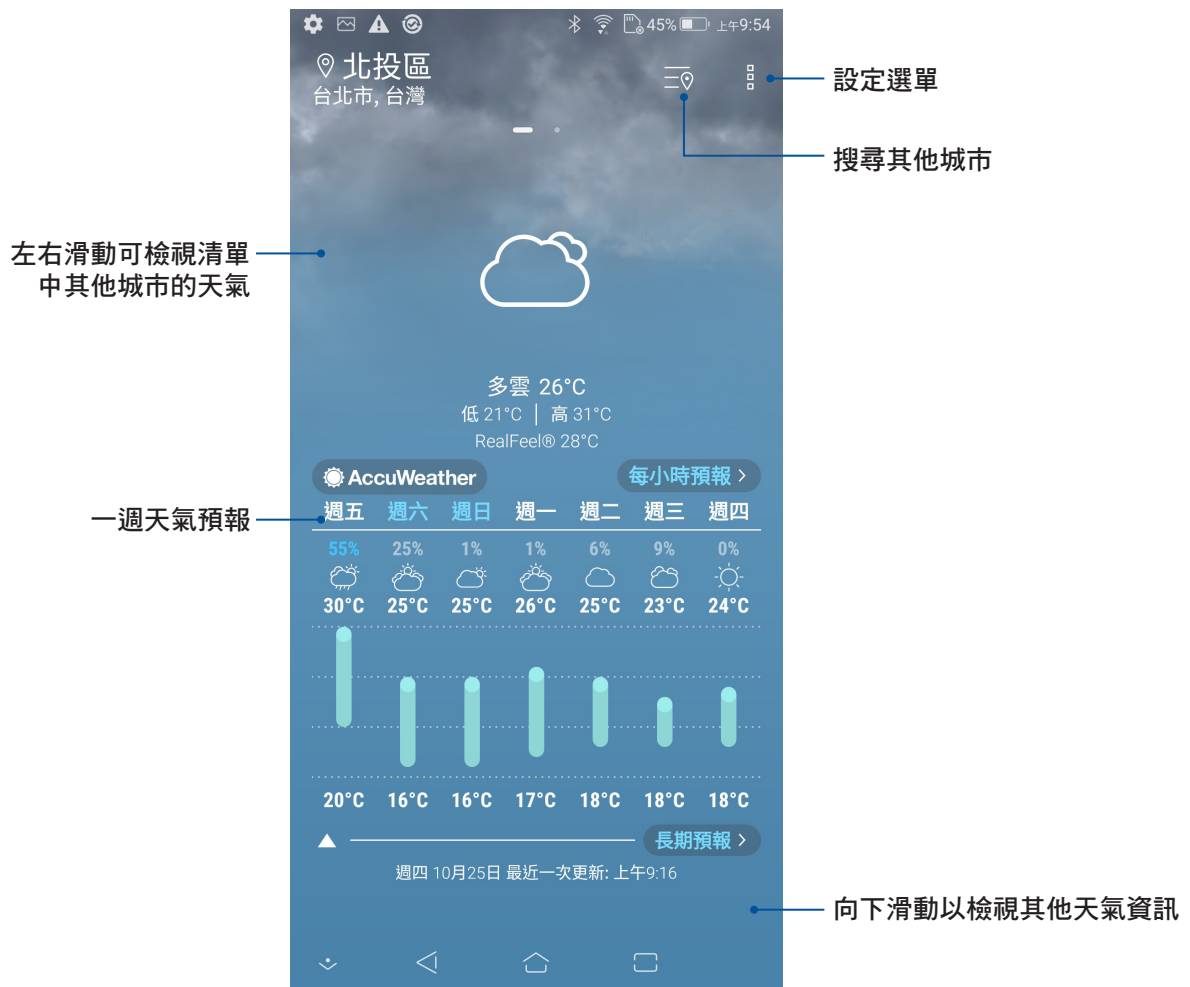 45% 上午9:54
北投區
台北市, 台灣
設定選單
搜尋其他城市
左右滑動可檢視清單
中其他城市的天氣
多雲 26°C
低 21°C | 高 31°C
RealFeel® 28°C
AccuWeather 每小時預報 >
一週天氣預報
週五 週六 週日 週一 週二 週三 週四
55% 25% 1% 1% 6% 9% 0%
30°C 25°C 25°C 26°C 25°C 23°C 24°C
20°C 16°C 16°C 17°C 18°C 18°C 18°C
長期預報 >
週四 10月25日 最近一次更新: 上午9:16
向下滑動以檢視其他天氣資訊